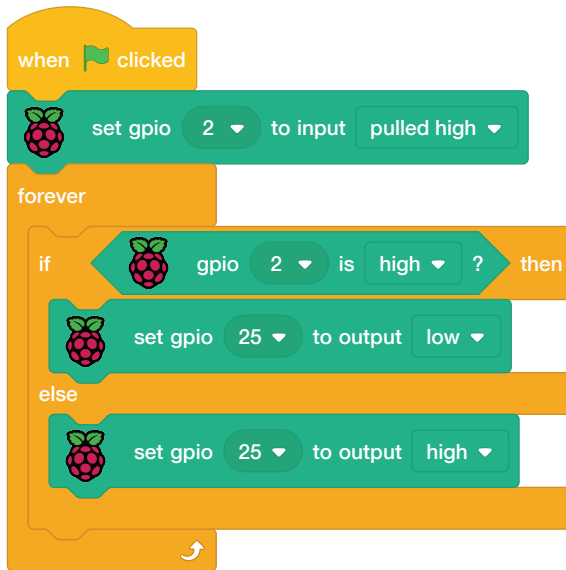 when clicked
set gpio 2 to input pulled high
forever
if gpio 2 is high ? then
set gpio 25 to output low
else
set gpio 25 to output high